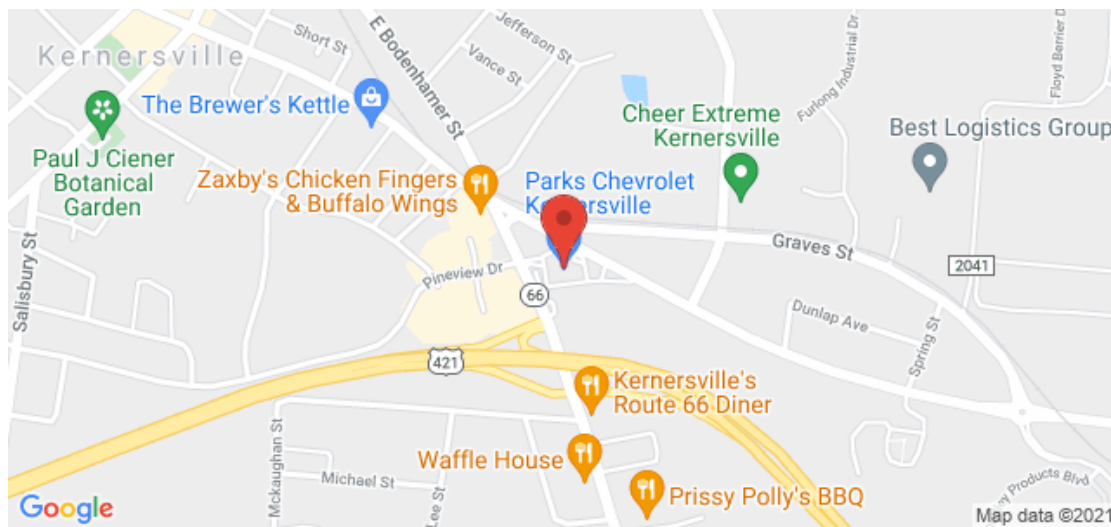 Kernersville
Short St
E Bodenhamer St
Jefferson St
Vance St
Furlong Industrial Dr
Floyd Berrier D
The Brewer's Kettle
Cheer Extreme
Kernersville
Best Logistics Group
Paul J Ciener
Botanical
Garden
Zaxby's Chicken Fingers
& Buffalo Wings
Parks Chevrolet
Kernersville
Graves St
2041
Salisbury St
Pineview Dr
66
Dunlap Ave
Spring St
421
Kernersville's
Route 66 Diner
Mckaughan St
Michael St
Lee St
Waffle House
Prissy Polly's BBQ
y Products Blvd
Google
Map data ©2021